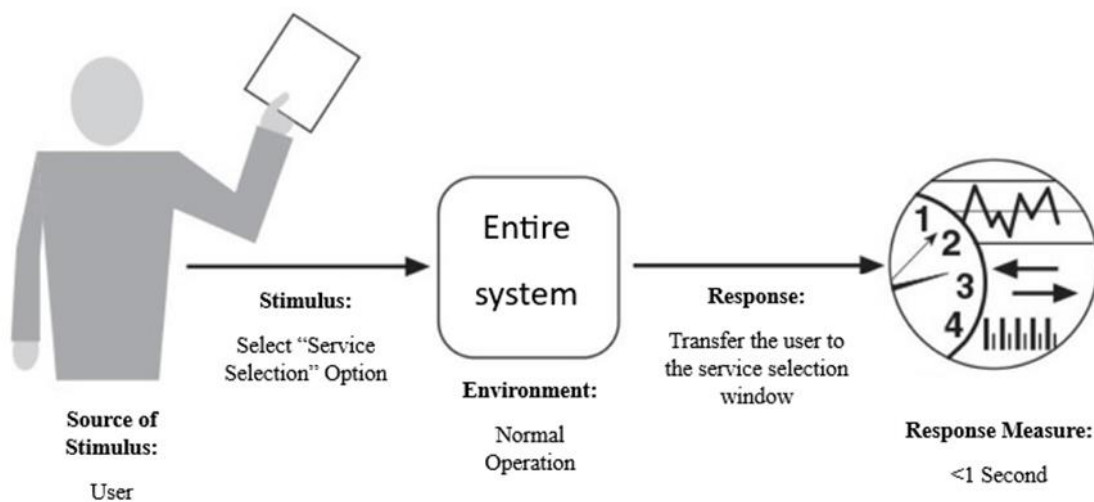 Source of
Stimulus:
User
Stimulus:
Select “Service
Selection” Option
Entire
system
Environment:
Normal
Operation
Response:
Transfer the user to
the service selection
window
1
2
3
4
Response Measure:
<1 Second